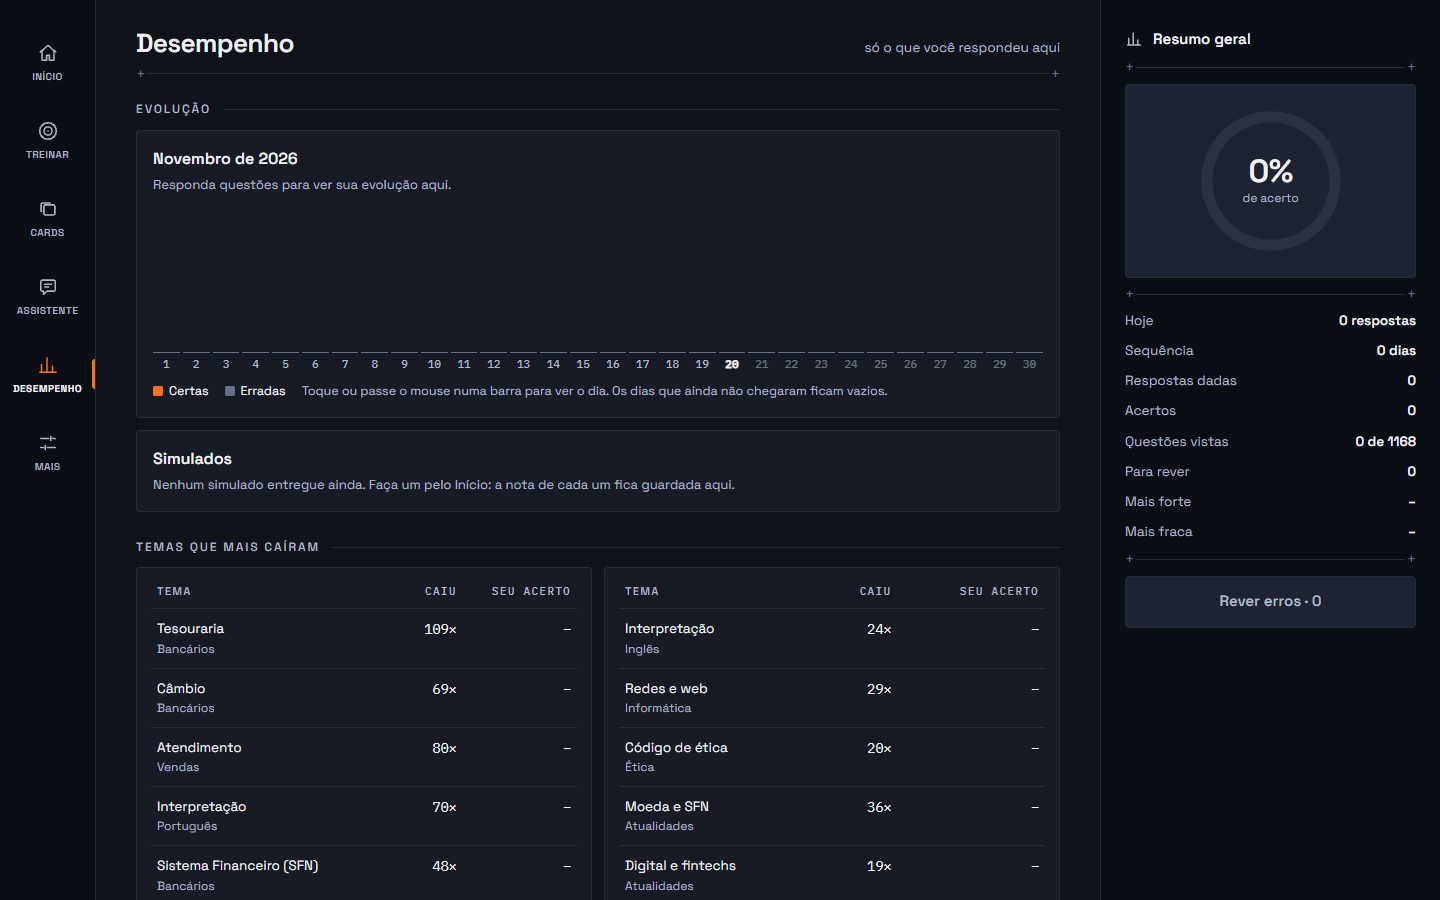 INÍCIO
TREINAR
CARDS
ASSISTENTE
DESEMPENHO
MAIS
Desempenho
só o que você respondeu aqui
EVOLUÇÃO
Novembro de 2026
Responda questões para ver sua evolução aqui.
1 2 3 4 5 6 7 8 9 10 11 12 13 14 15 16 17 18 19 20 21 22 23 24 25 26 27 28 29 30
Certas Erradas Toque ou passe o mouse numa barra para ver o dia. Os dias que ainda não chegaram ficam vazios.
Simulados
Nenhum simulado entregue ainda. Faça um pelo Início: a nota de cada um fica guardada aqui.
TEMAS QUE MAIS CAÍRAM
TEMA CAIU SEU ACERTO
Tesouraria 109× –
Bancários
Câmbio 69× –
Bancários
Atendimento 80× –
Vendas
Interpretação 70× –
Português
Sistema Financeiro (SFN) 48× –
Bancários
TEMA CAIU SEU ACERTO
Interpretação 24× –
Inglês
Redes e web 29× –
Informática
Código de ética 20× –
Ética
Moeda e SFN 36× –
Atualidades
Digital e fintechs 19× –
Atualidades
Resumo geral
0%
de acerto
Hoje 0 respostas
Sequência 0 dias
Respostas dadas 0
Acertos 0
Questões vistas 0 de 1168
Para rever 0
Mais forte –
Mais fraca –
Rever erros · 0